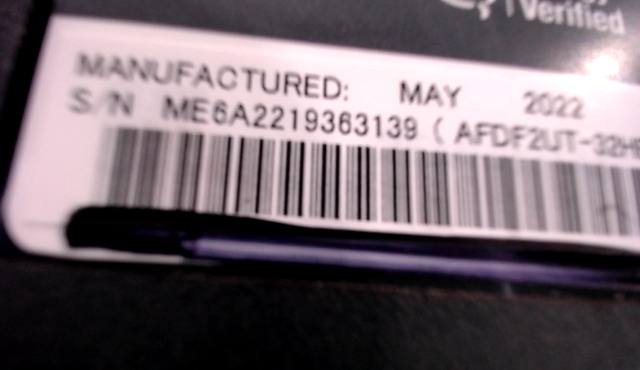 Verified
MANUFACTURED: MAY 2022
S/N ME6A2219363139 ( AFDF2UT-32H